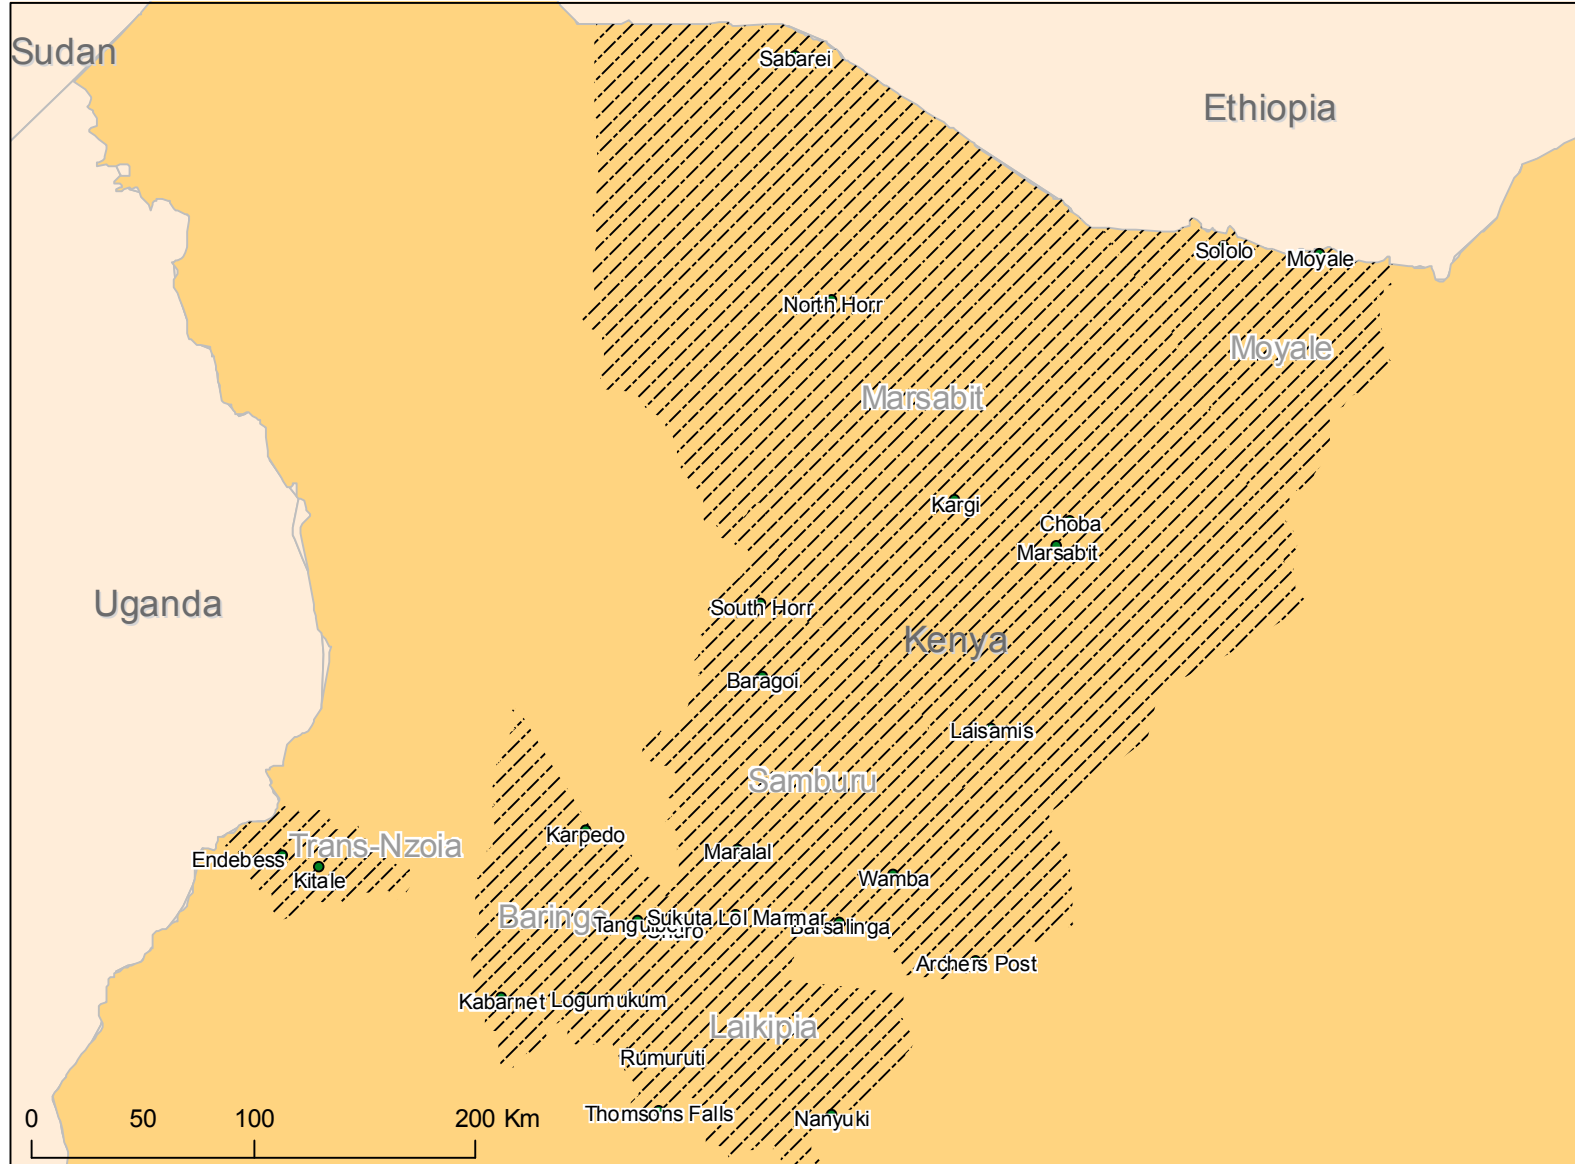 Sudan
Sabarei
Ethiopia
Sololo
Moyale
North Horr
Moyale
Marsabit
Kargi
Choba
Marsabit
Uganda
South Horr
Kenya
Baragoi
Laisamis
Samburu
Karpedo
Trans-Nzoia
Maralal
Endebess
Kitale
Wamba
Baringo
Sukuta Lol Marmar
Barsalinga
Archers Post
Kabarnet
Logumukum
Laikipia
Rumuruti
Thomsons Falls
Nanyuki
0 50 100 200 Km